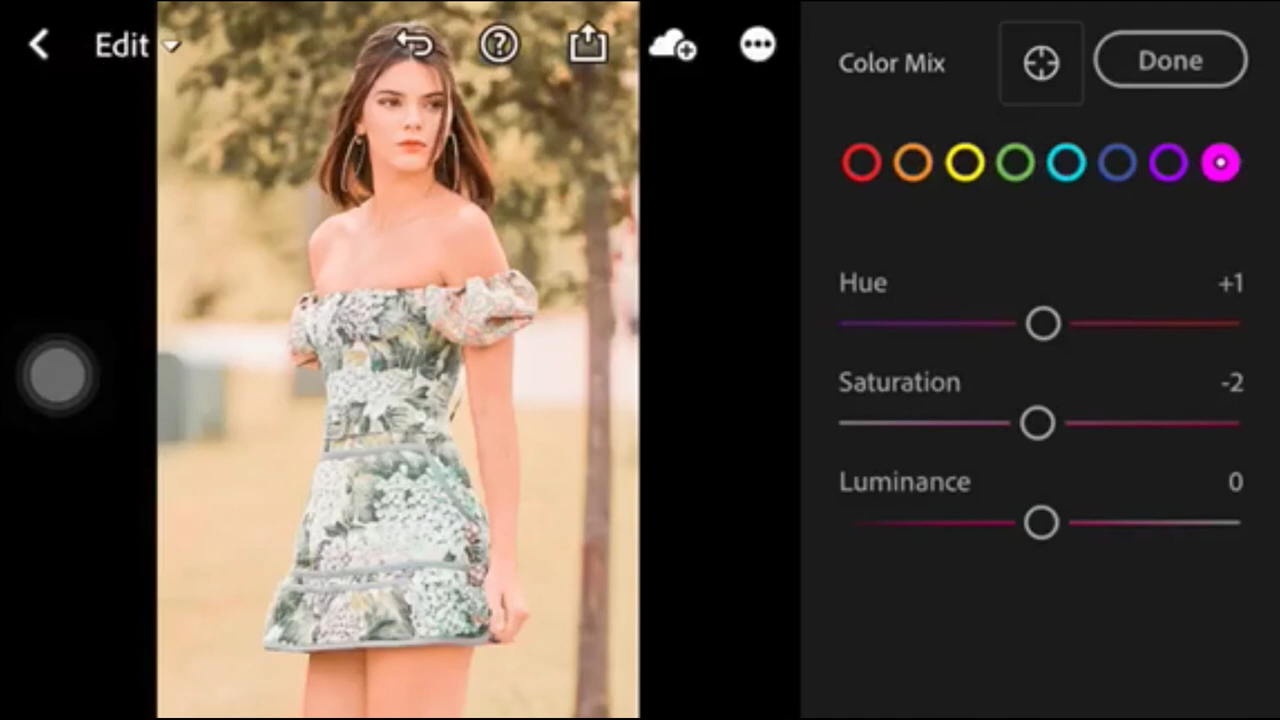 Edit
?
Color Mix
Done
Hue +1
Saturation -2
Luminance 0